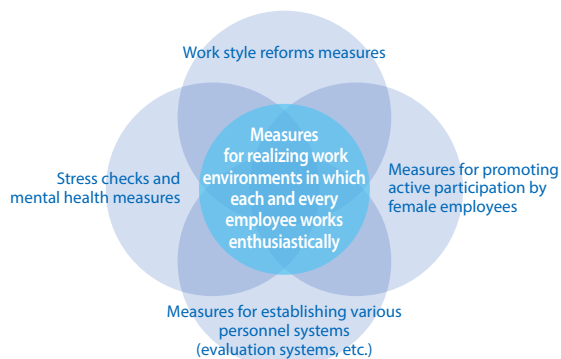 Work style reforms measures
Measures
for realizing work
environments in which
each and every
employee works
enthusiastically
Stress checks and
mental health measures
Measures for promoting
active participation by
female employees
Measures for establishing various
personnel systems
(evaluation systems, etc.)